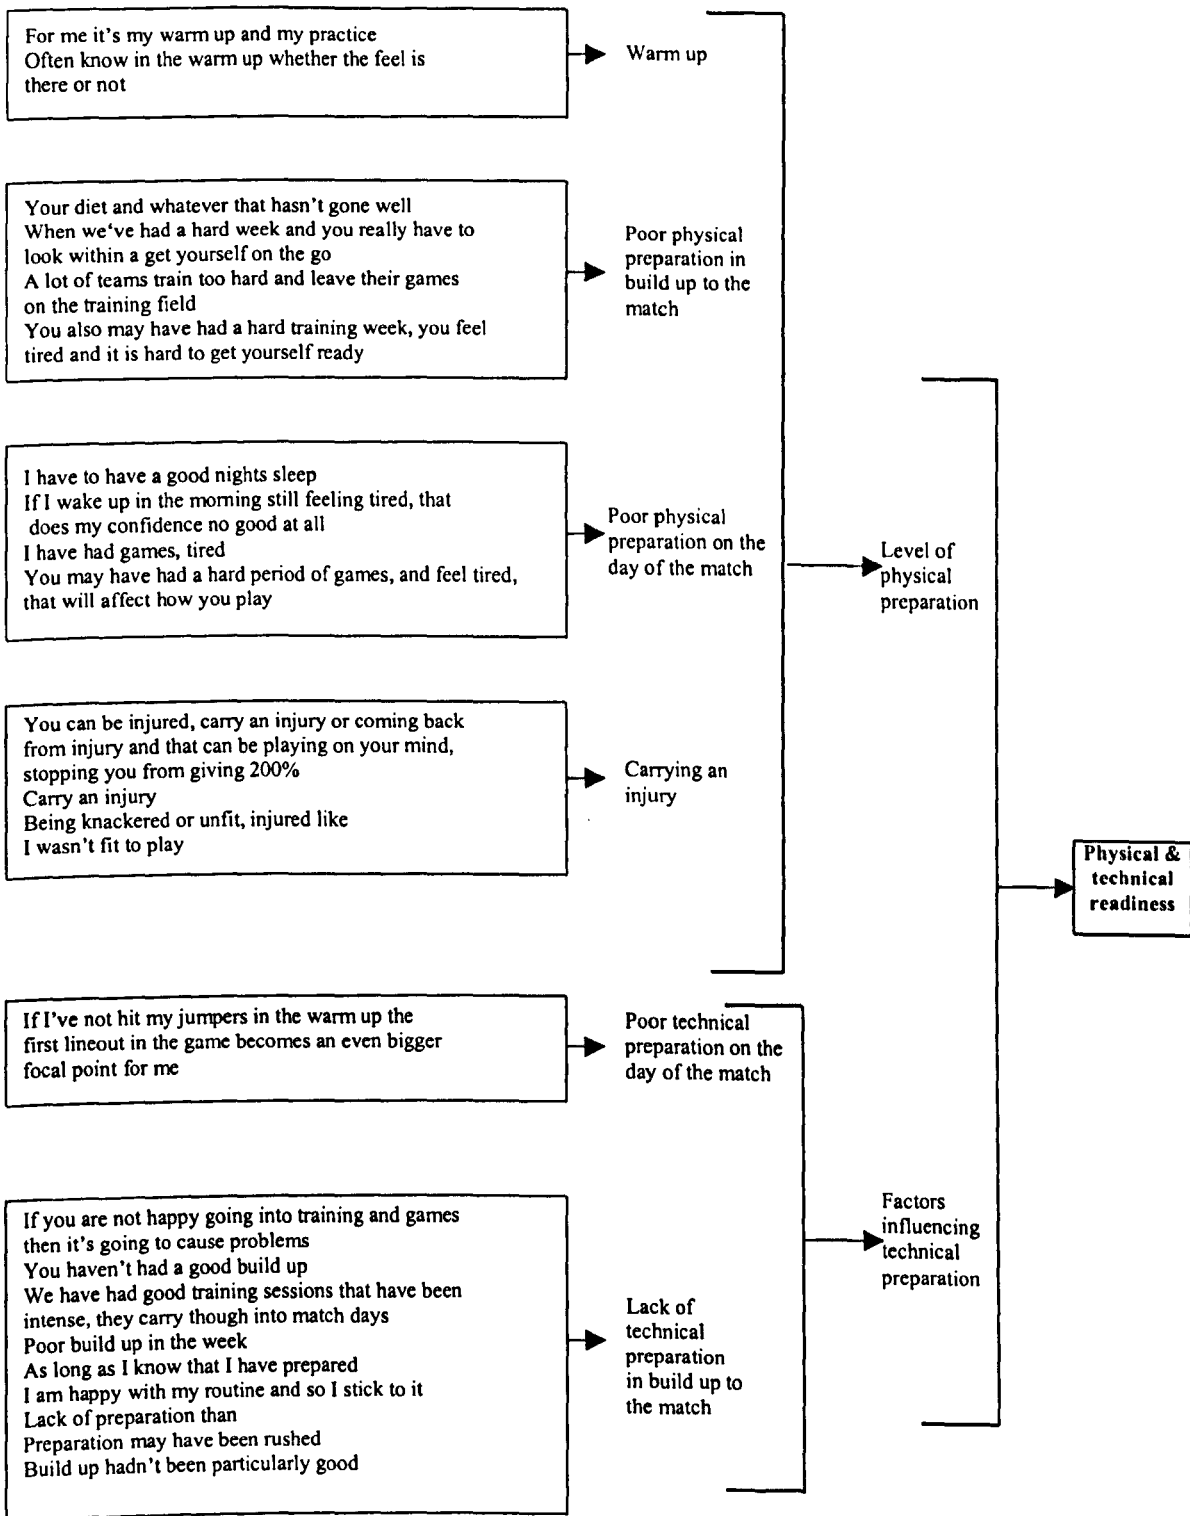 For me it's my warm up and my practice
Often know in the warm up whether the feel is
there or not
Warm up
Your diet and whatever that hasn't gone well
When we've had a hard week and you really have to
look within a get yourself on the go
A lot of teams train too hard and leave their games
on the training field
You also may have had a hard training week, you feel
tired and it is hard to get yourself ready
Poor physical
preparation in
build up to the
match
I have to have a good nights sleep
If I wake up in the morning still feeling tired, that
does my confidence no good at all
I have had games, tired
You may have had a hard period of games, and feel tired,
that will affect how you play
Poor physical
preparation on the
day of the match
Level of
physical
preparation
You can be injured, carry an injury or coming back
from injury and that can be playing on your mind,
stopping you from giving 200%
Carry an injury
Being knackered or unfit, injured like
I wasn't fit to play
Carrying an
injury
Physical &
technical
readiness
If I've not hit my jumpers in the warm up the
first lineout in the game becomes an even bigger
focal point for me
Poor technical
preparation on the
day of the match
If you are not happy going into training and games
then it's going to cause problems
You haven't had a good build up
We have had good training sessions that have been
intense, they carry though into match days
Poor build up in the week
As long as I know that I have prepared
I am happy with my routine and so I stick to it
Lack of preparation than
Preparation may have been rushed
Build up hadn't been particularly good
Lack of
technical
preparation
in build up to
the match
Factors
influencing
technical
preparation